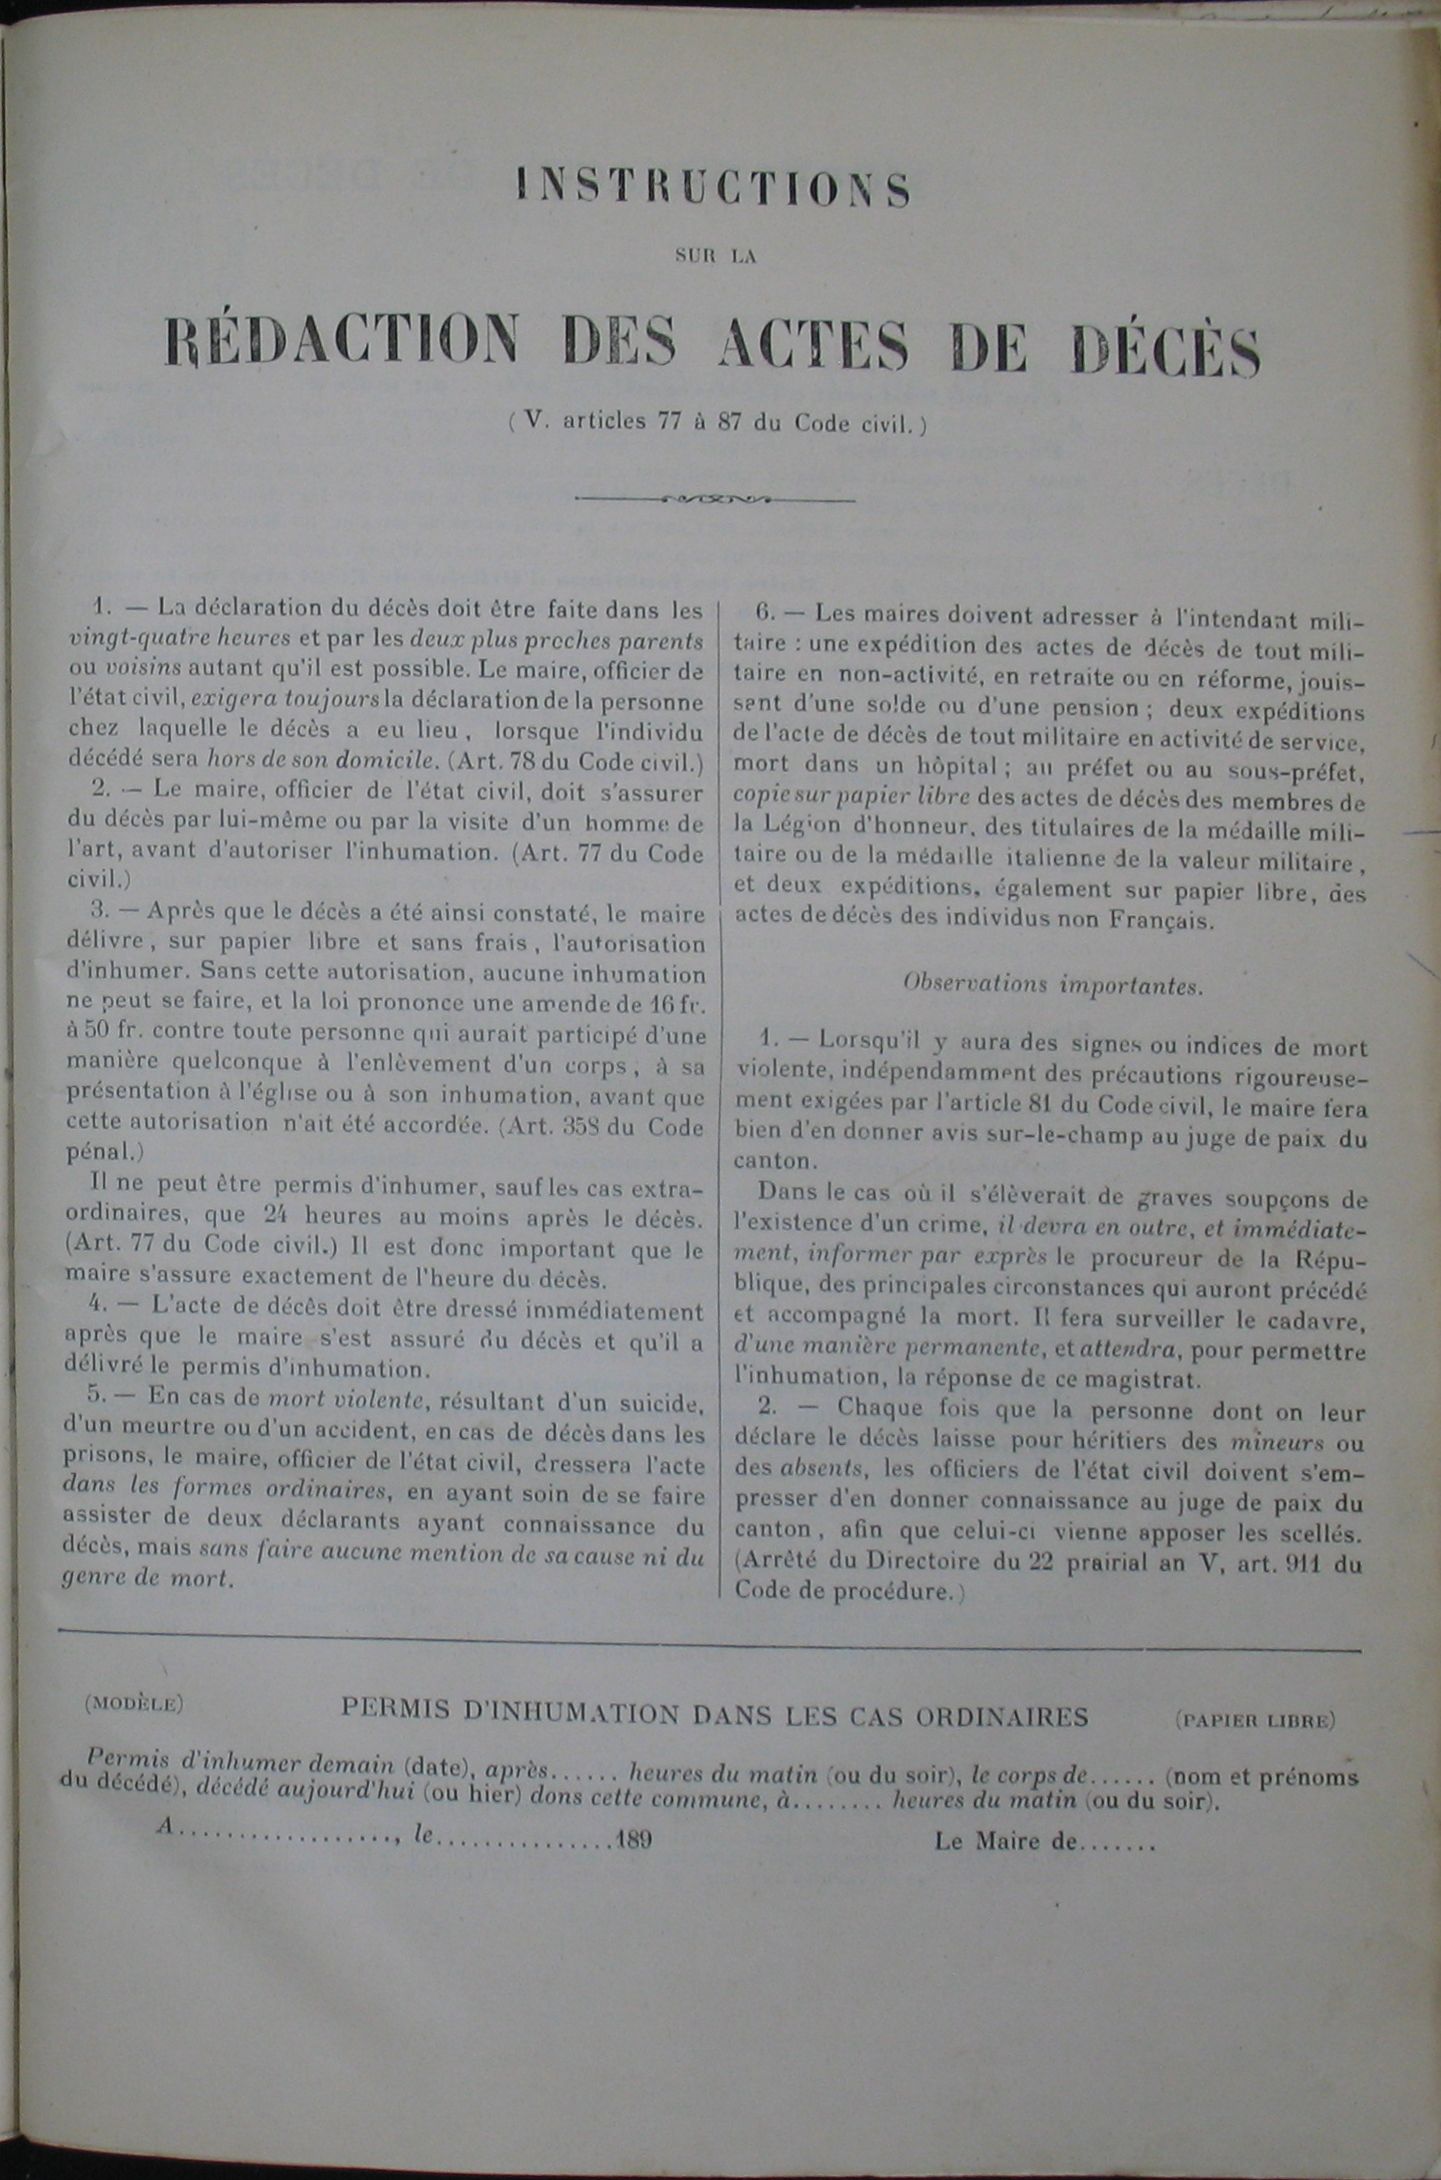 INSTRUCTIONS
SUR LA
RÉDACTION DES ACTES DE DÉCÈS
(V. articles 77 à 87 du Code civil.)
1. — La déclaration du décès doit être faite dans les
vingt-quatre heures et par les deux plus proches parents
ou voisins autant qu'il est possible. Le maire, officier de
l'état civil, exigera toujours la déclaration de la personne
chez laquelle le décès a eu lieu, lorsque l'individu
décédé sera hors de son domicile. (Art. 78 du Code civil.)
2. — Le maire, officier de l'état civil, doit s'assurer
du décès par lui-même ou par la visite d'un homme de
l'art, avant d'autoriser l'inhumation. (Art. 77 du Code
civil.)
3. — Après que le décès a été ainsi constaté, le maire
délivre, sur papier libre et sans frais, l'autorisation
d'inhumer. Sans cette autorisation, aucune inhumation
ne peut se faire, et la loi prononce une amende de 16 fr.
à 50 fr. contre toute personne qui aurait participé d'une
manière quelconque à l'enlèvement d'un corps, à sa
présentation à l'église ou à son inhumation, avant que
cette autorisation n'ait été accordée. (Art. 358 du Code
pénal.)
Il ne peut être permis d'inhumer, sauf les cas extra-
ordinaires, que 24 heures au moins après le décès.
(Art. 77 du Code civil.) Il est donc important que le
maire s'assure exactement de l'heure du décès.
4. — L'acte de décès doit être dressé immédiatement
après que le maire s'est assuré du décès et qu'il a
délivré le permis d'inhumation.
5. — En cas de mort violente, résultant d'un suicide,
d'un meurtre ou d'un accident, en cas de décès dans les
prisons, le maire, officier de l'état civil, dressera l'acte
dans les formes ordinaires, en ayant soin de se faire
assister de deux déclarants ayant connaissance du
décès, mais sans faire aucune mention de sa cause ni du
genre de mort.
6. — Les maires doivent adresser à l'intendant mili-
taire : une expédition des actes de décès de tout mili-
taire en non-activité, en retraite ou en réforme, jouis-
sant d'une solde ou d'une pension; deux expéditions
de l'acte de décès de tout militaire en activité de service,
mort dans un hôpital; au préfet ou au sous-préfet,
copie sur papier libre des actes de décès des membres de
la Légion d'honneur, des titulaires de la médaille mili-
taire ou de la médaille italienne de la valeur militaire,
et deux expéditions, également sur papier libre, des
actes de décès des individus non Français.
Observations importantes.
1. — Lorsqu'il y aura des signes ou indices de mort
violente, indépendamment des précautions rigoureuse-
ment exigées par l'article 81 du Code civil, le maire fera
bien d'en donner avis sur-le-champ au juge de paix du
canton.
Dans le cas où il s'élèverait de graves soupçons de
l'existence d'un crime, il devra en outre, et immédiate-
ment, informer par exprès le procureur de la Répu-
blique, des principales circonstances qui auront précédé
et accompagné la mort. Il fera surveiller le cadavre,
d'une manière permanente, et attendra, pour permettre
l'inhumation, la réponse de ce magistrat.
2. — Chaque fois que la personne dont on leur
déclare le décès laisse pour héritiers des mineurs ou
des absents, les officiers de l'état civil doivent s'em-
presser d'en donner connaissance au juge de paix du
canton, afin que celui-ci vienne apposer les scellés.
(Arrêté du Directoire du 22 prairial an V, art. 911 du
Code de procédure.)
(MODÈLE) PERMIS D'INHUMATION DANS LES CAS ORDINAIRES (PAPIER LIBRE)
Permis d'inhumer demain (date), après...... heures du matin (ou du soir), le corps de...... (nom et prénoms
du décédé), décédé aujourd'hui (ou hier) dans cette commune, à........ heures du matin (ou du soir).
A.................., le...............189 Le Maire de.......